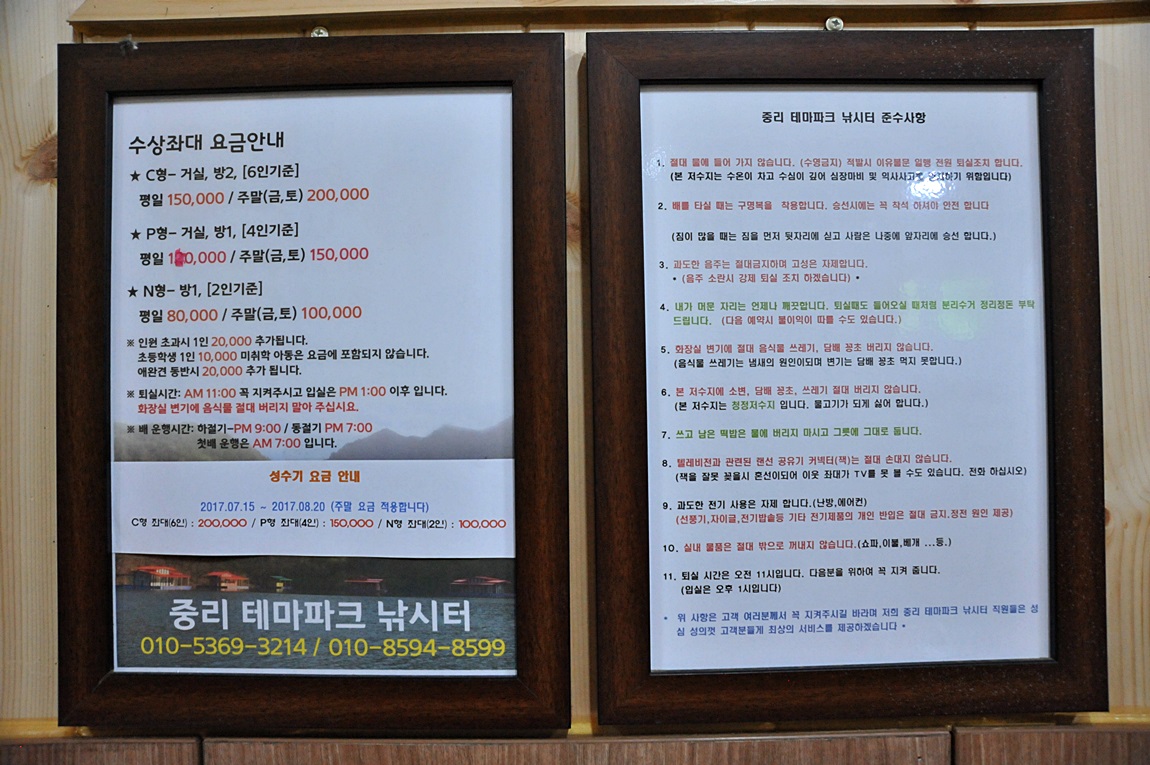 수상좌대 요금안내
★ C형- 거실, 방2, [6인기준]
평일 150,000 / 주말(금,토) 200,000
★ P형- 거실, 방1, [4인기준]
평일 1 0,000 / 주말(금,토) 150,000
★ N형- 방1, [2인기준]
평일 80,000 / 주말(금,토) 100,000
※ 인원 초과시 1인 20,000 추가됩니다.
초등학생 1인 10,000 미취학 아동은 요금에 포함되지 않습니다.
애완견 동반시 20,000 추가 됩니다.
※ 퇴실시간: AM 11:00 꼭 지켜주시고 입실은 PM 1:00 이후 입니다.
화장실 변기에 음식물 절대 버리지 말아 주십시요.
※ 배 운행시간: 하절기-PM 9:00 / 동절기 PM 7:00
첫배 운행은 AM 7:00 입니다.
성수기 요금 안내
2017.07.15 ~ 2017.08.20 (주말 요금 적용합니다)
C형 좌대(6인) : 200,000 / P형 좌대(4인) : 150,000 / N형 좌대(2인) : 100,000
중리 테마파크 낚시터
010-5369-3214 / 010-8594-8599
중리 테마파크 낚시터 준수사항
1. 절대 물에 들어 가지 않습니다. (수영금지) 적발시 이유불문 일행 전원 퇴실조치 합니다.
(본 저수지는 수온이 차고 수심이 깊어 심장마비 및 익사사고를 위함입니다)
2. 배를 타실 때는 구명복을 착용합니다. 승선시에는 꼭 착석 하셔야 안전 합니다
(짐이 많을 때는 짐을 먼저 뒷자리에 싣고 사람은 나중에 앞자리에 승선 합니다.)
3. 과도한 음주는 절대금지하며 고성은 자제합니다.
* (음주 소란시 강제 퇴실 조치 하겠습니다) *
4. 내가 머문 자리는 언제나 깨끗합니다. 퇴실때도 들어오실 때처럼 분리수거 정리정돈 부탁
드립니다. (다음 예약시 불이익이 따를 수도 있습니다.)
5. 화장실 변기에 절대 음식물 쓰레기, 담배 꽁초 버리지 않습니다.
(음식물 쓰레기는 냄새의 원인이되며 변기는 담배 꽁초 먹지 못합니다.)
6. 본 저수지에 소변, 담배 꽁초, 쓰레기 절대 버리지 않습니다.
(본 저수지는 청정저수지 입니다. 물고기가 되게 싫어 합니다.)
7. 쓰고 남은 떡밥은 물에 버리지 마시고 그릇에 그대로 둡니다.
8. 텔레비젼과 관련된 랜선 공유기 커넥터(잭)는 절대 손대지 않습니다.
(잭을 잘못 꽂을시 혼선이되어 이웃 좌대가 TV를 못 볼 수도 있습니다. 전화 하십시오)
9. 과도한 전기 사용은 자제 합니다.(난방,에어컨)
(선풍기,자이글,전기밥솥등 기타 전기제품의 개인 반입은 절대 금지.정전 원인 제공)
10. 실내 물품은 절대 밖으로 꺼내지 않습니다.(쇼파,이불,베개 ...등.)
11. 퇴실 시간은 오전 11시입니다. 다음분을 위하여 꼭 지켜 줍니다.
(입실은 오후 1시입니다)
* 위 사항은 고객 여러분께서 꼭 지켜주시길 바라며 저희 중리 테마파크 낚시터 직원들은 성
심 성의껏 고객분들게 최상의 서비스를 제공하겠습니다 *